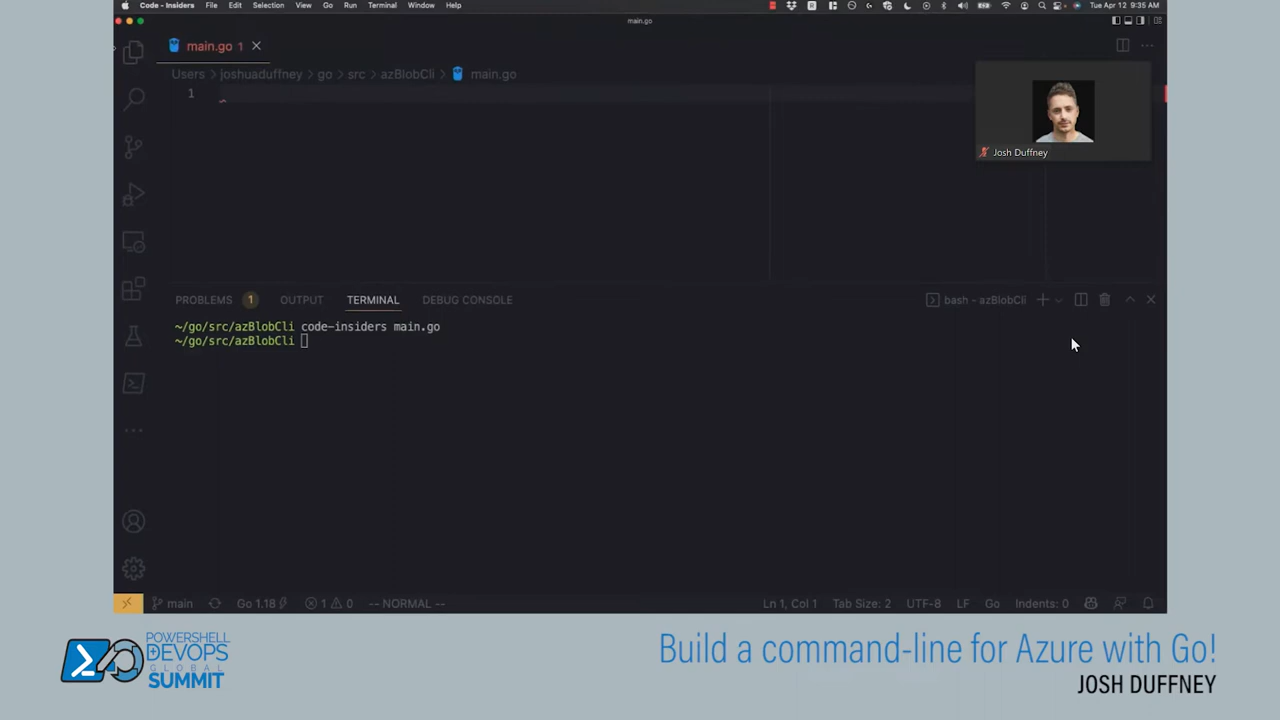 Code - Insiders File Edit Selection View Go Run Terminal Window Help Tue Apr 12 9:35 AM
main.go
main.go 1
Users > joshuaduffney > go > src > azBlobCli > main.go
1
Josh Duffney
PROBLEMS 1 OUTPUT TERMINAL DEBUG CONSOLE bash - azBlobCli
~/go/src/azBlobCli code-insiders main.go
~/go/src/azBlobCli
main Go 1.18 1 0 -- NORMAL -- Ln 1, Col 1 Tab Size: 2 UTF-8 LF Go Indents: 0
POWERSHELL
DEVOPS
GLOBAL
SUMMIT
Build a command-line for Azure with Go!
JOSH DUFFNEY